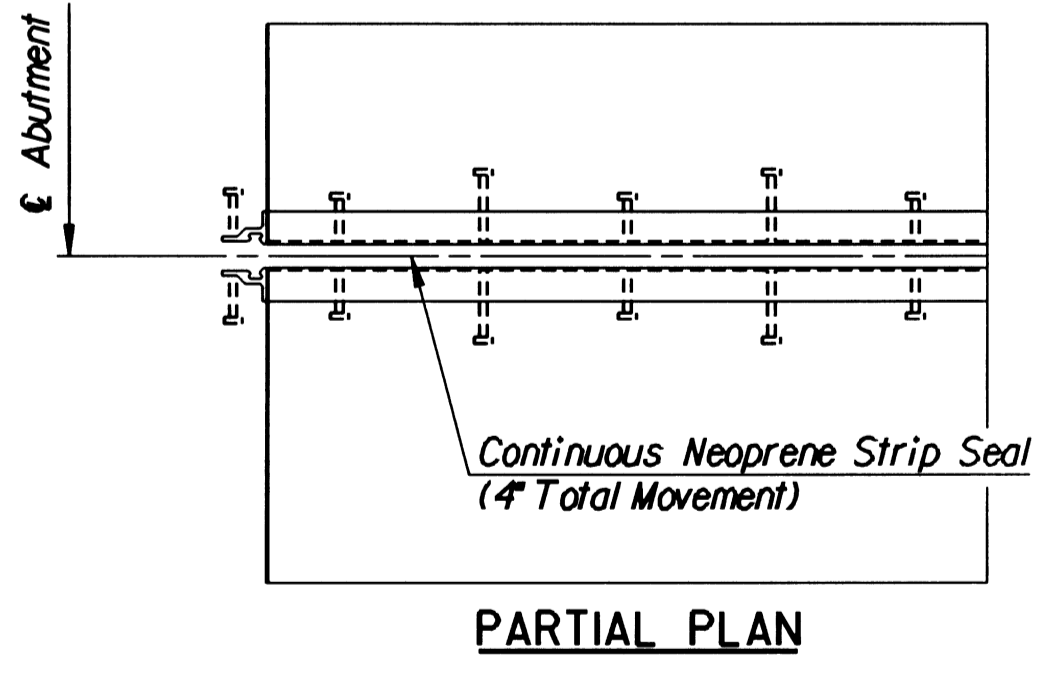 ℄ Abutment
Continuous Neoprene Strip Seal
(4" Total Movement)
PARTIAL PLAN